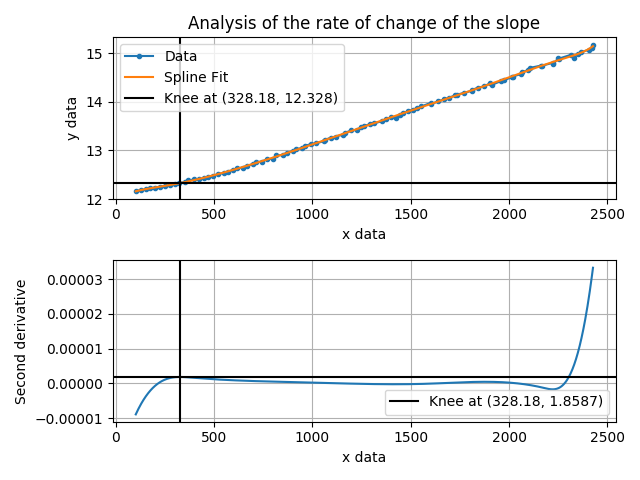 Analysis of the rate of change of the slope
15
14
13
12
y data
Data
Spline Fit
Knee at (328.18, 12.328)
0 500 1000 1500 2000 2500
x data
0.00003
0.00002
0.00001
0.00000
−0.00001
Second derivative
Knee at (328.18, 1.8587)
0 500 1000 1500 2000 2500
x data